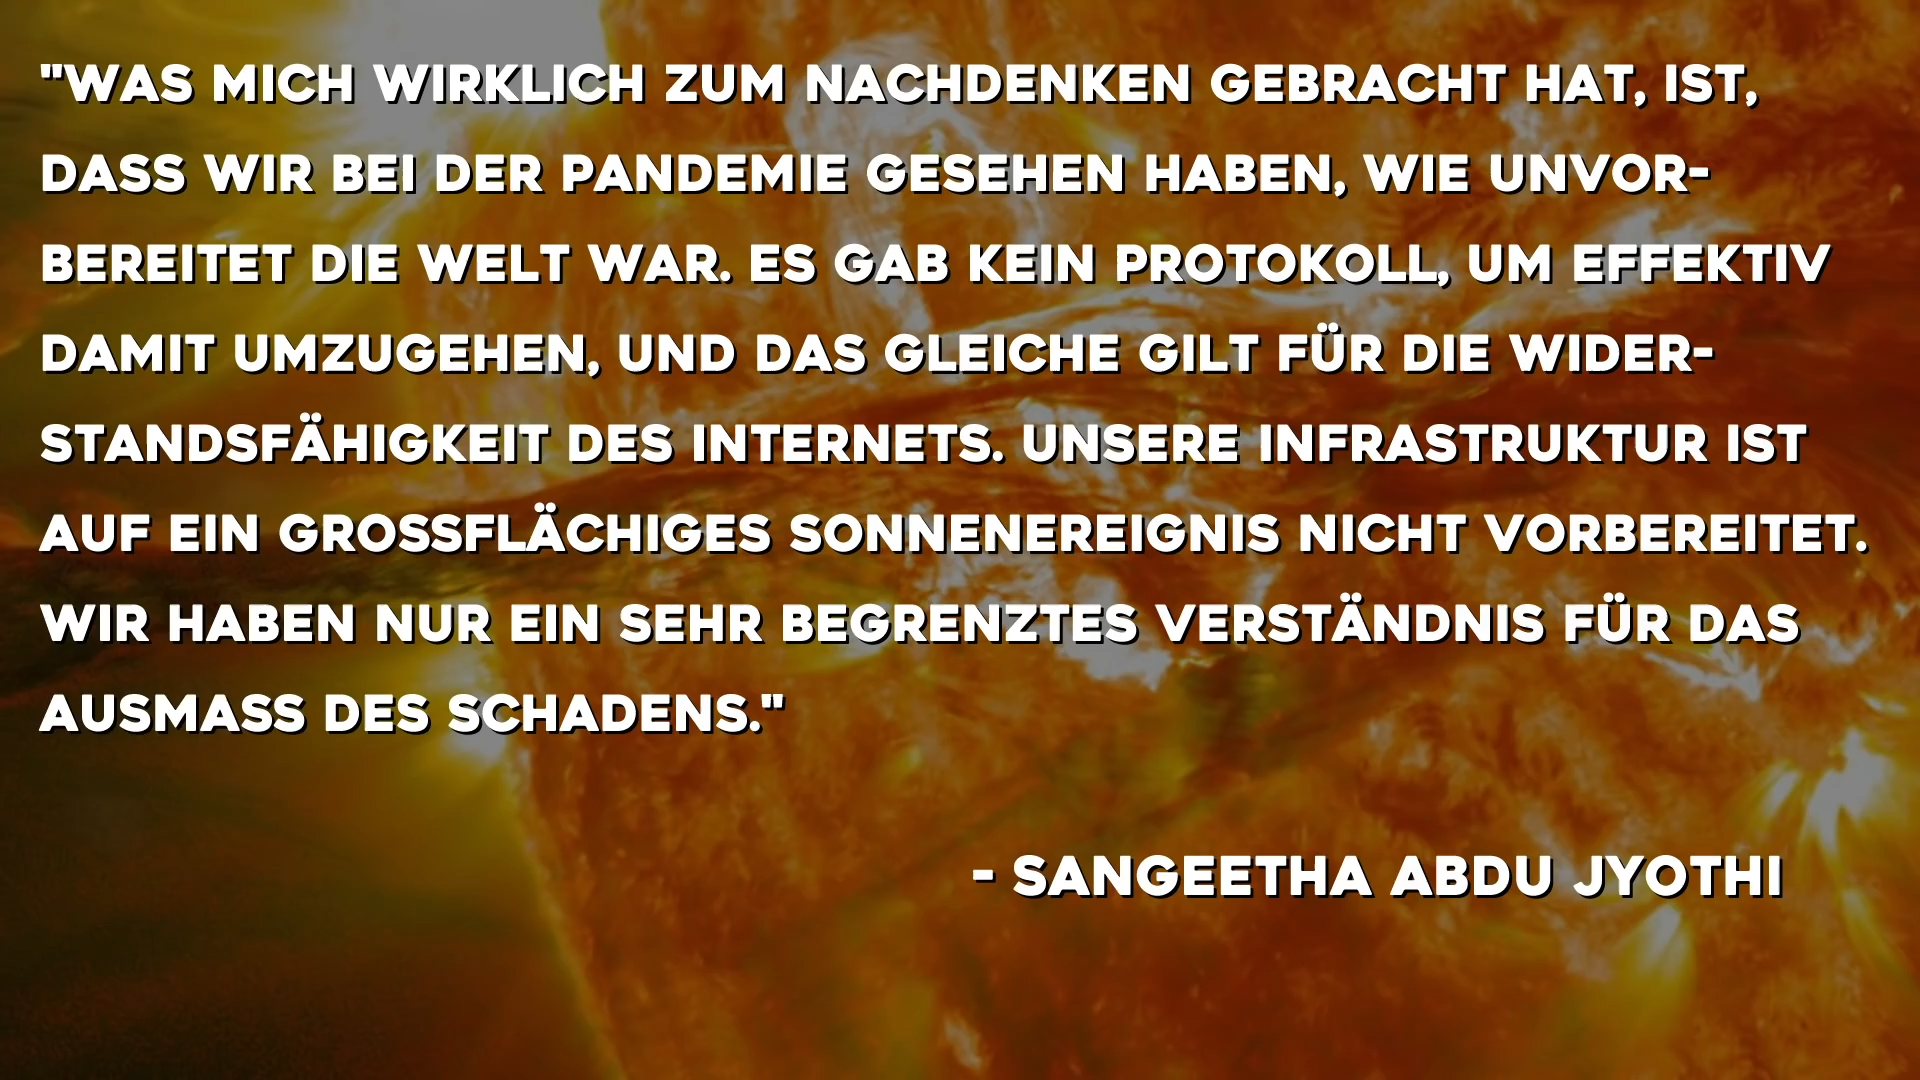 "WAS MICH WIRKLICH ZUM NACHDENKEN GEBRACHT HAT, IST,
DASS WIR BEI DER PANDEMIE GESEHEN HABEN, WIE UNVOR-
BEREITET DIE WELT WAR. ES GAB KEIN PROTOKOLL, UM EFFEKTIV
DAMIT UMZUGEHEN, UND DAS GLEICHE GILT FÜR DIE WIDER-
STANDSFÄHIGKEIT DES INTERNETS. UNSERE INFRASTRUKTUR IST
AUF EIN GROSSFLÄCHIGES SONNENEREIGNIS NICHT VORBEREITET.
WIR HABEN NUR EIN SEHR BEGRENZTES VERSTÄNDNIS FÜR DAS
AUSMASS DES SCHADENS."
- SANGEETHA ABDU JYOTHI